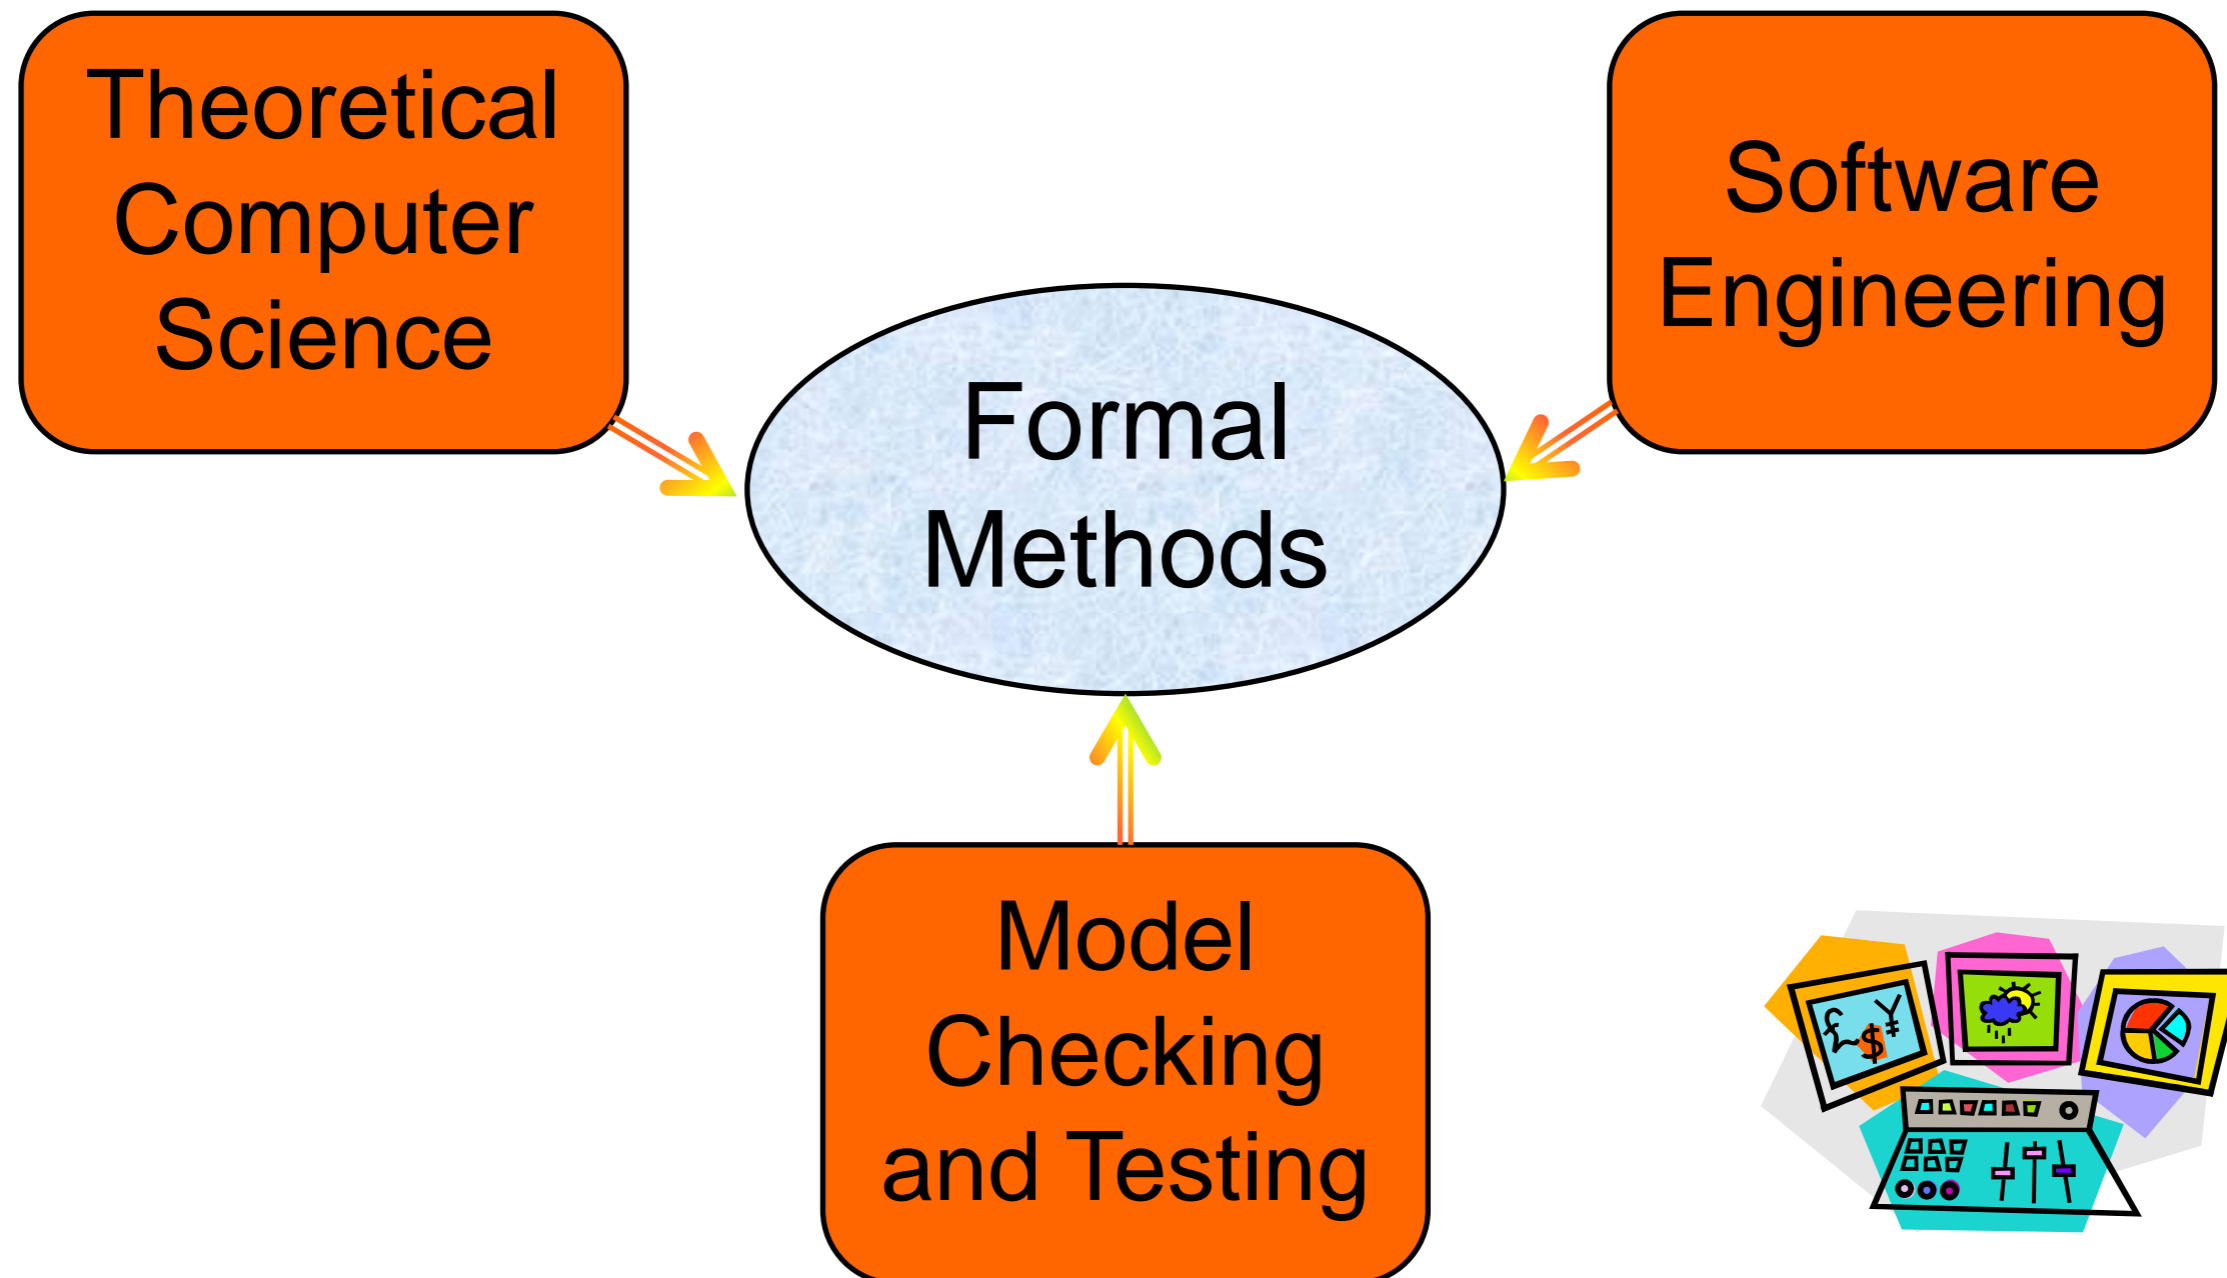 Theoretical
Computer
Science
Software
Engineering
Formal
Methods
Model
Checking
and Testing
£ $ ¥